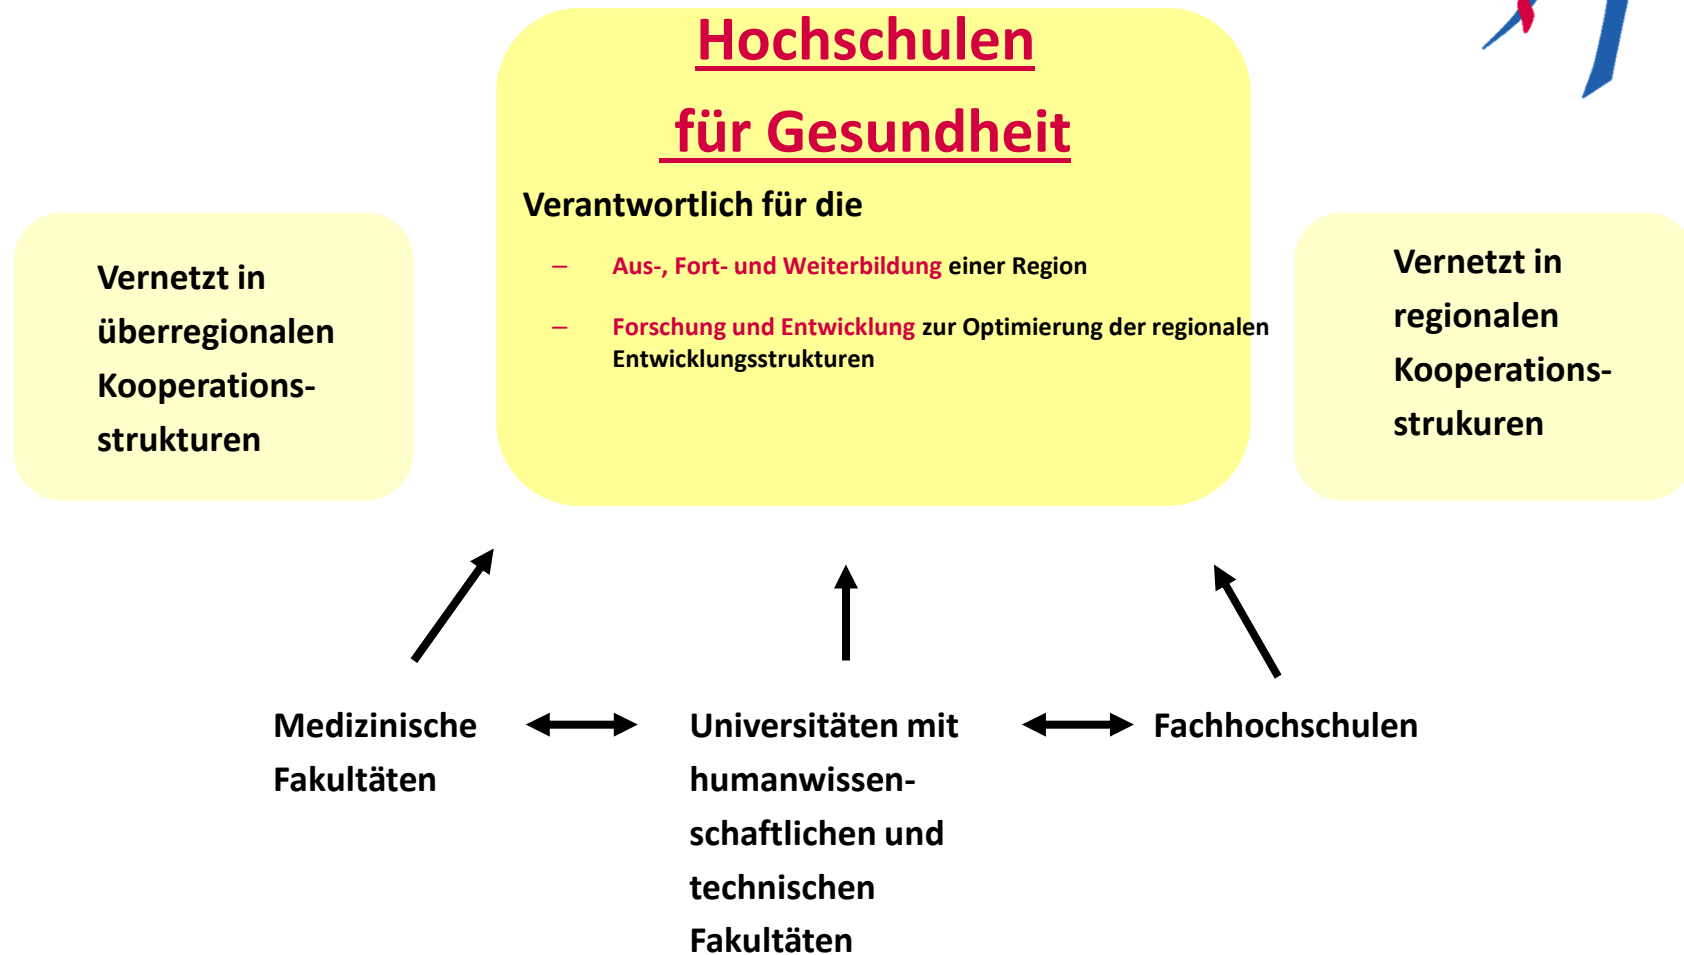 Hochschulen
für Gesundheit
Verantwortlich für die
– Aus-, Fort- und Weiterbildung einer Region
– Forschung und Entwicklung zur Optimierung der regionalen
Entwicklungsstrukturen
Vernetzt in
überregionalen
Kooperations-
strukturen
Vernetzt in
regionalen
Kooperations-
strukuren
Medizinische
Fakultäten
Universitäten mit
humanwissen-
schaftlichen und
technischen
Fakultäten
Fachhochschulen